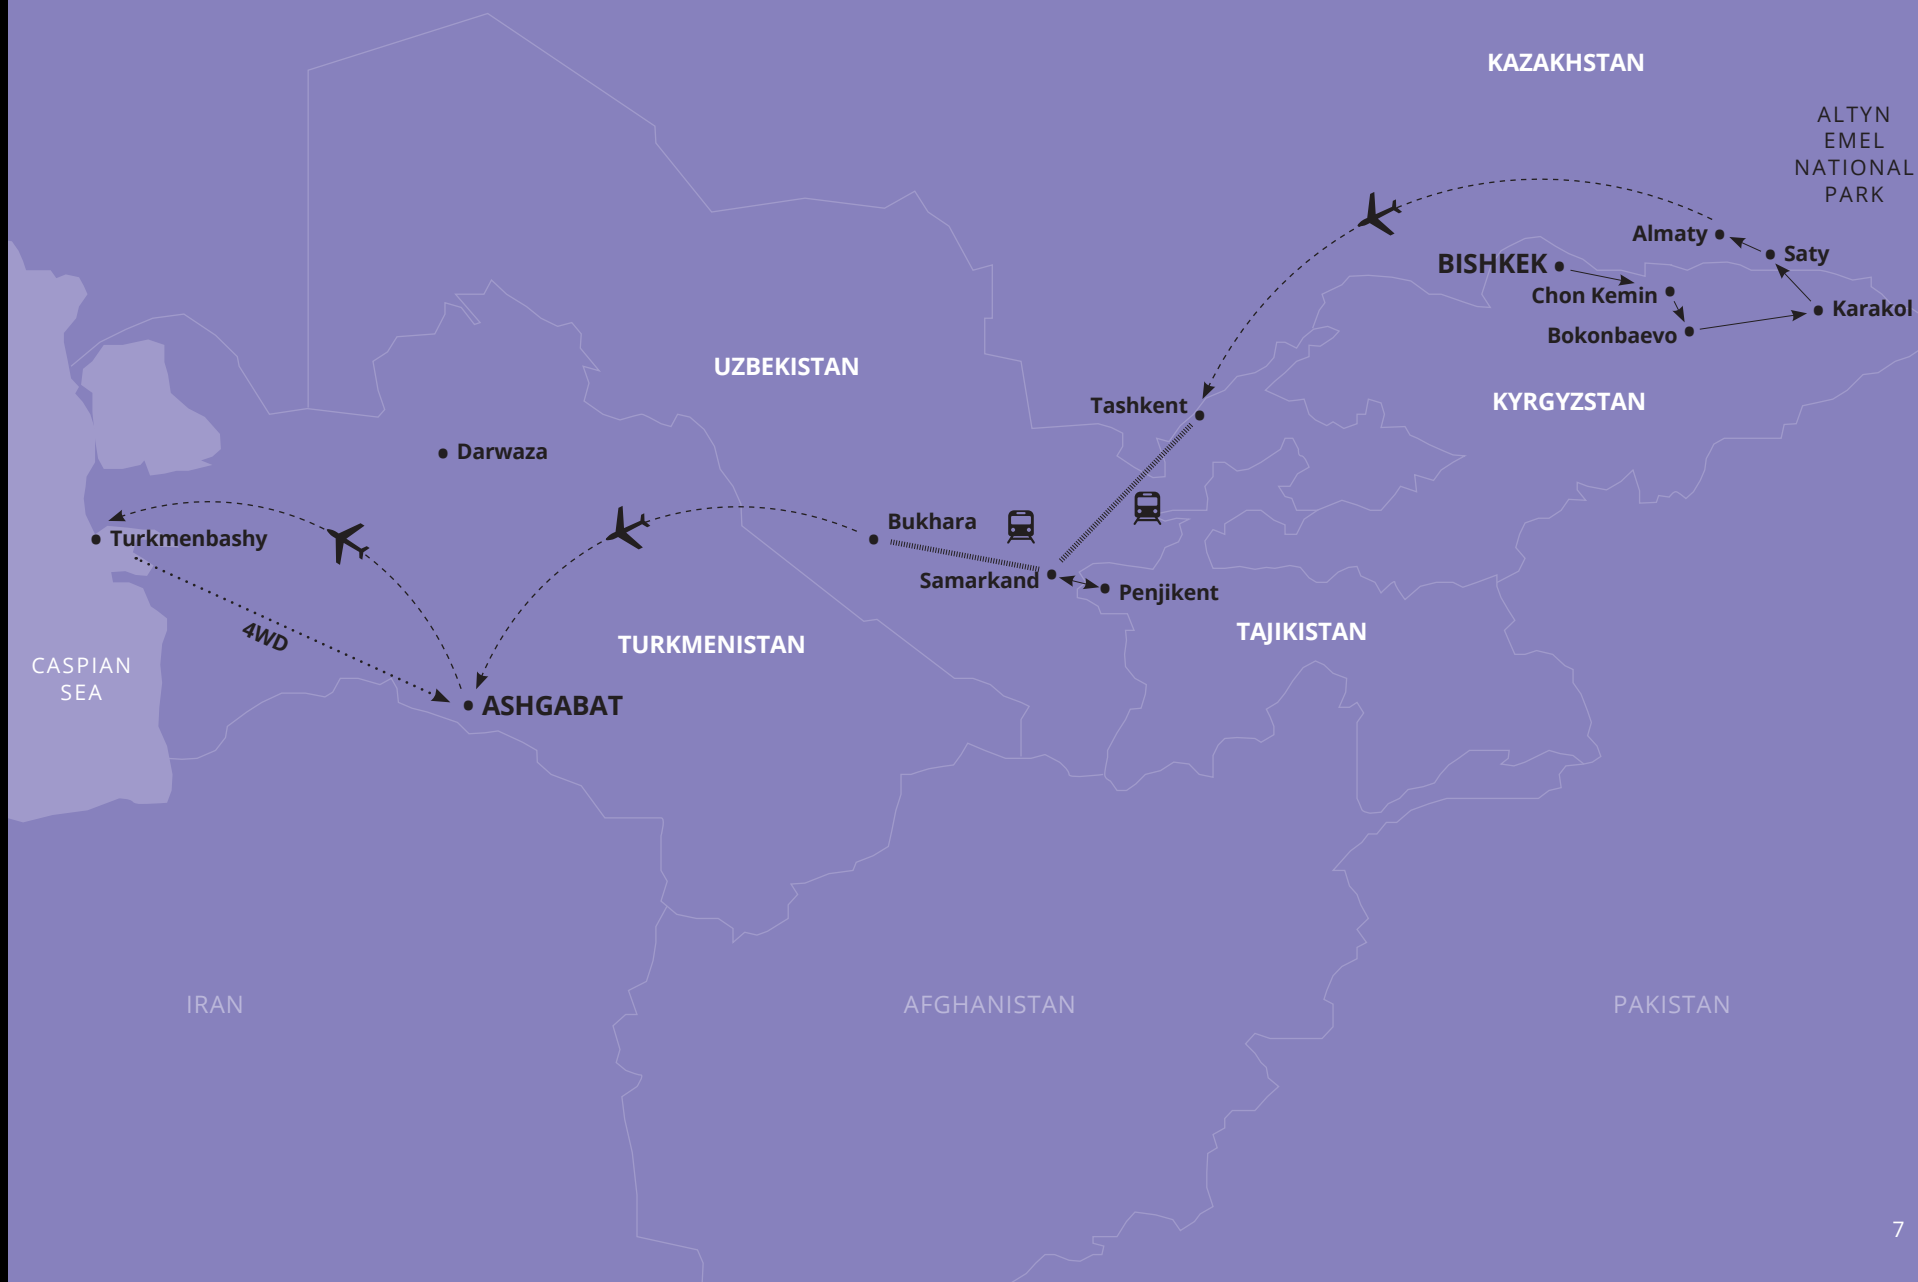 KAZAKHSTAN
ALTYN
EMEL
NATIONAL
PARK
Almaty
Saty
BISHKEK
Chon Kemin
Karakol
Bokonbaevo
UZBEKISTAN
KYRGYZSTAN
Tashkent
Darwaza
Bukhara
Turkmenbashy
Samarkand
Penjikent
4WD
TURKMENISTAN
TAJIKISTAN
CASPIAN
SEA
ASHGABAT
IRAN
AFGHANISTAN
PAKISTAN
7